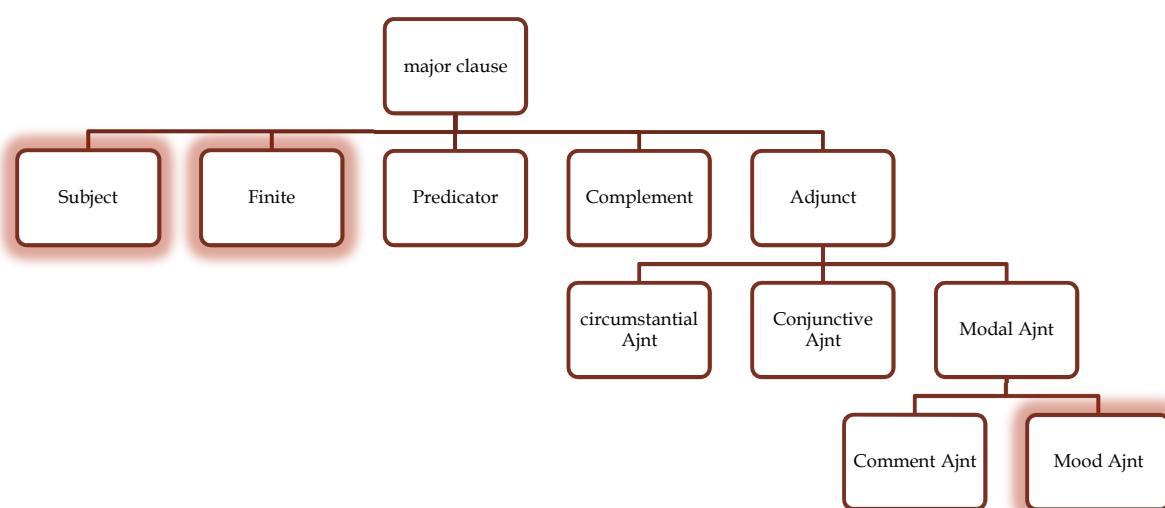 major clause
Subject
Finite
Predicator
Complement
Adjunct
circumstantial
Ajnt
Conjunctive
Ajnt
Modal Ajnt
Comment Ajnt
Mood Ajnt